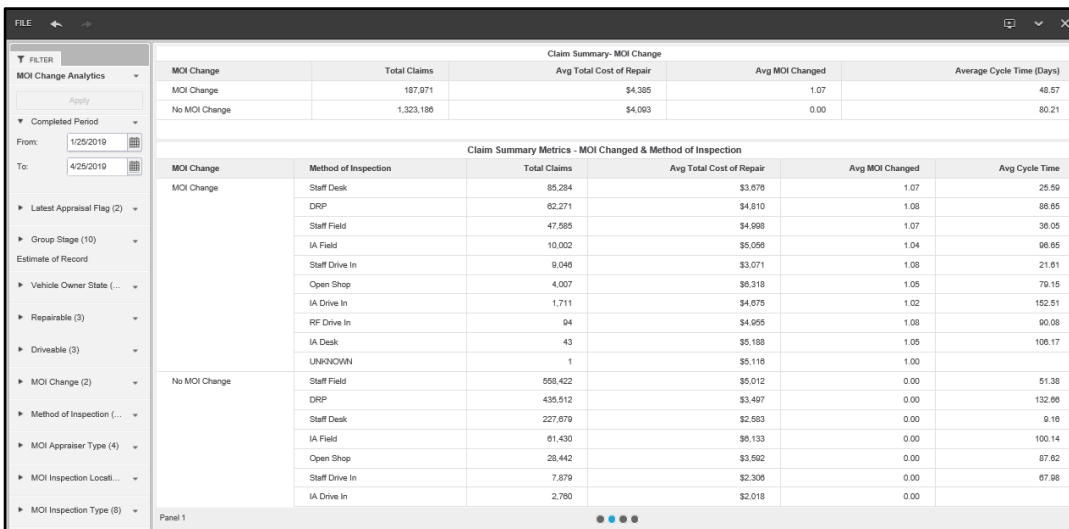 FILE
FILTER
MOI Change Analytics
Apply
Completed Period
From: 1/25/2019
To: 4/25/2019
Latest Appraisal Flag (2)
Group Stage (10)
Estimate of Record
Vehicle Owner State (...
Repairable (3)
Driveable (3)
MOI Change (2)
Method of Inspection (...
MOI Appraiser Type (4)
MOI Inspection Locati...
MOI Inspection Type (8)
Claim Summary- MOI Change
MOI Change Total Claims Avg Total Cost of Repair Avg MOI Changed Average Cycle Time (Days)
MOI Change 187,971 $4,385 1.07 48.57
No MOI Change 1,323,186 $4,093 0.00 80.21
Claim Summary Metrics - MOI Changed & Method of Inspection
MOI Change Method of Inspection Total Claims Avg Total Cost of Repair Avg MOI Changed Avg Cycle Time
MOI Change Staff Desk 85,284 $3,676 1.07 25.59
DRP 62,271 $4,810 1.08 86.65
Staff Field 47,585 $4,998 1.07 36.05
IA Field 10,002 $5,056 1.04 96.65
Staff Drive In 9,046 $3,071 1.08 21.61
Open Shop 4,007 $6,318 1.05 79.15
IA Drive In 1,711 $4,675 1.02 152.51
RF Drive In 94 $4,955 1.08 90.08
IA Desk 43 $5,188 1.05 106.17
UNKNOWN 1 $5,116 1.00
No MOI Change Staff Field 558,422 $5,012 0.00 51.38
DRP 435,512 $3,497 0.00 132.66
Staff Desk 227,679 $2,583 0.00 9.16
IA Field 61,430 $6,133 0.00 100.14
Open Shop 28,442 $3,592 0.00 87.62
Staff Drive In 7,879 $2,306 0.00 67.98
IA Drive In 2,760 $2,018 0.00
Panel 1